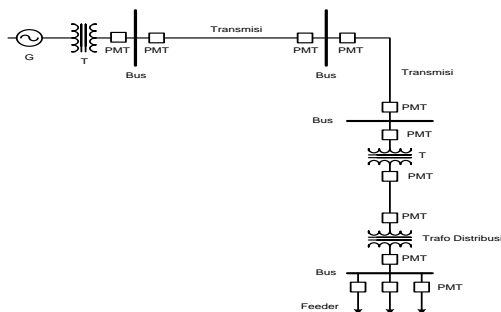 Transmisi
G
T
PMT
PMT
PMT
PMT
Bus
Bus
Transmisi
PMT
Bus
PMT
T
PMT
PMT
Trafo Distribusi
PMT
Bus
PMT
Feeder